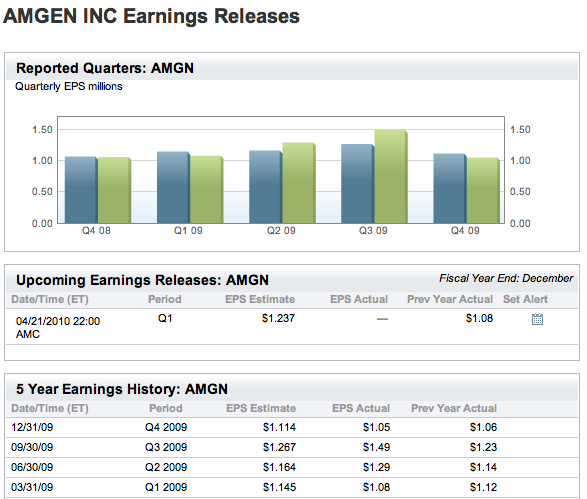 AMGEN INC Earnings Releases
Reported Quarters: AMGN
Quarterly EPS millions
1.50 1.50
1.00 1.00
0.50 0.50
0.00 0.00
Q4 08 Q1 09 Q2 09 Q3 09 Q4 09
Upcoming Earnings Releases: AMGN Fiscal Year End: December
Date/Time (ET) Period EPS Estimate EPS Actual Prev Year Actual Set Alert
04/21/2010 22:00 Q1 $1.237 — $1.08
AMC
5 Year Earnings History: AMGN
Date/Time (ET) Period EPS Estimate EPS Actual Prev Year Actual
12/31/09 Q4 2009 $1.114 $1.05 $1.06
09/30/09 Q3 2009 $1.267 $1.49 $1.23
06/30/09 Q2 2009 $1.164 $1.29 $1.14
03/31/09 Q1 2009 $1.145 $1.08 $1.12